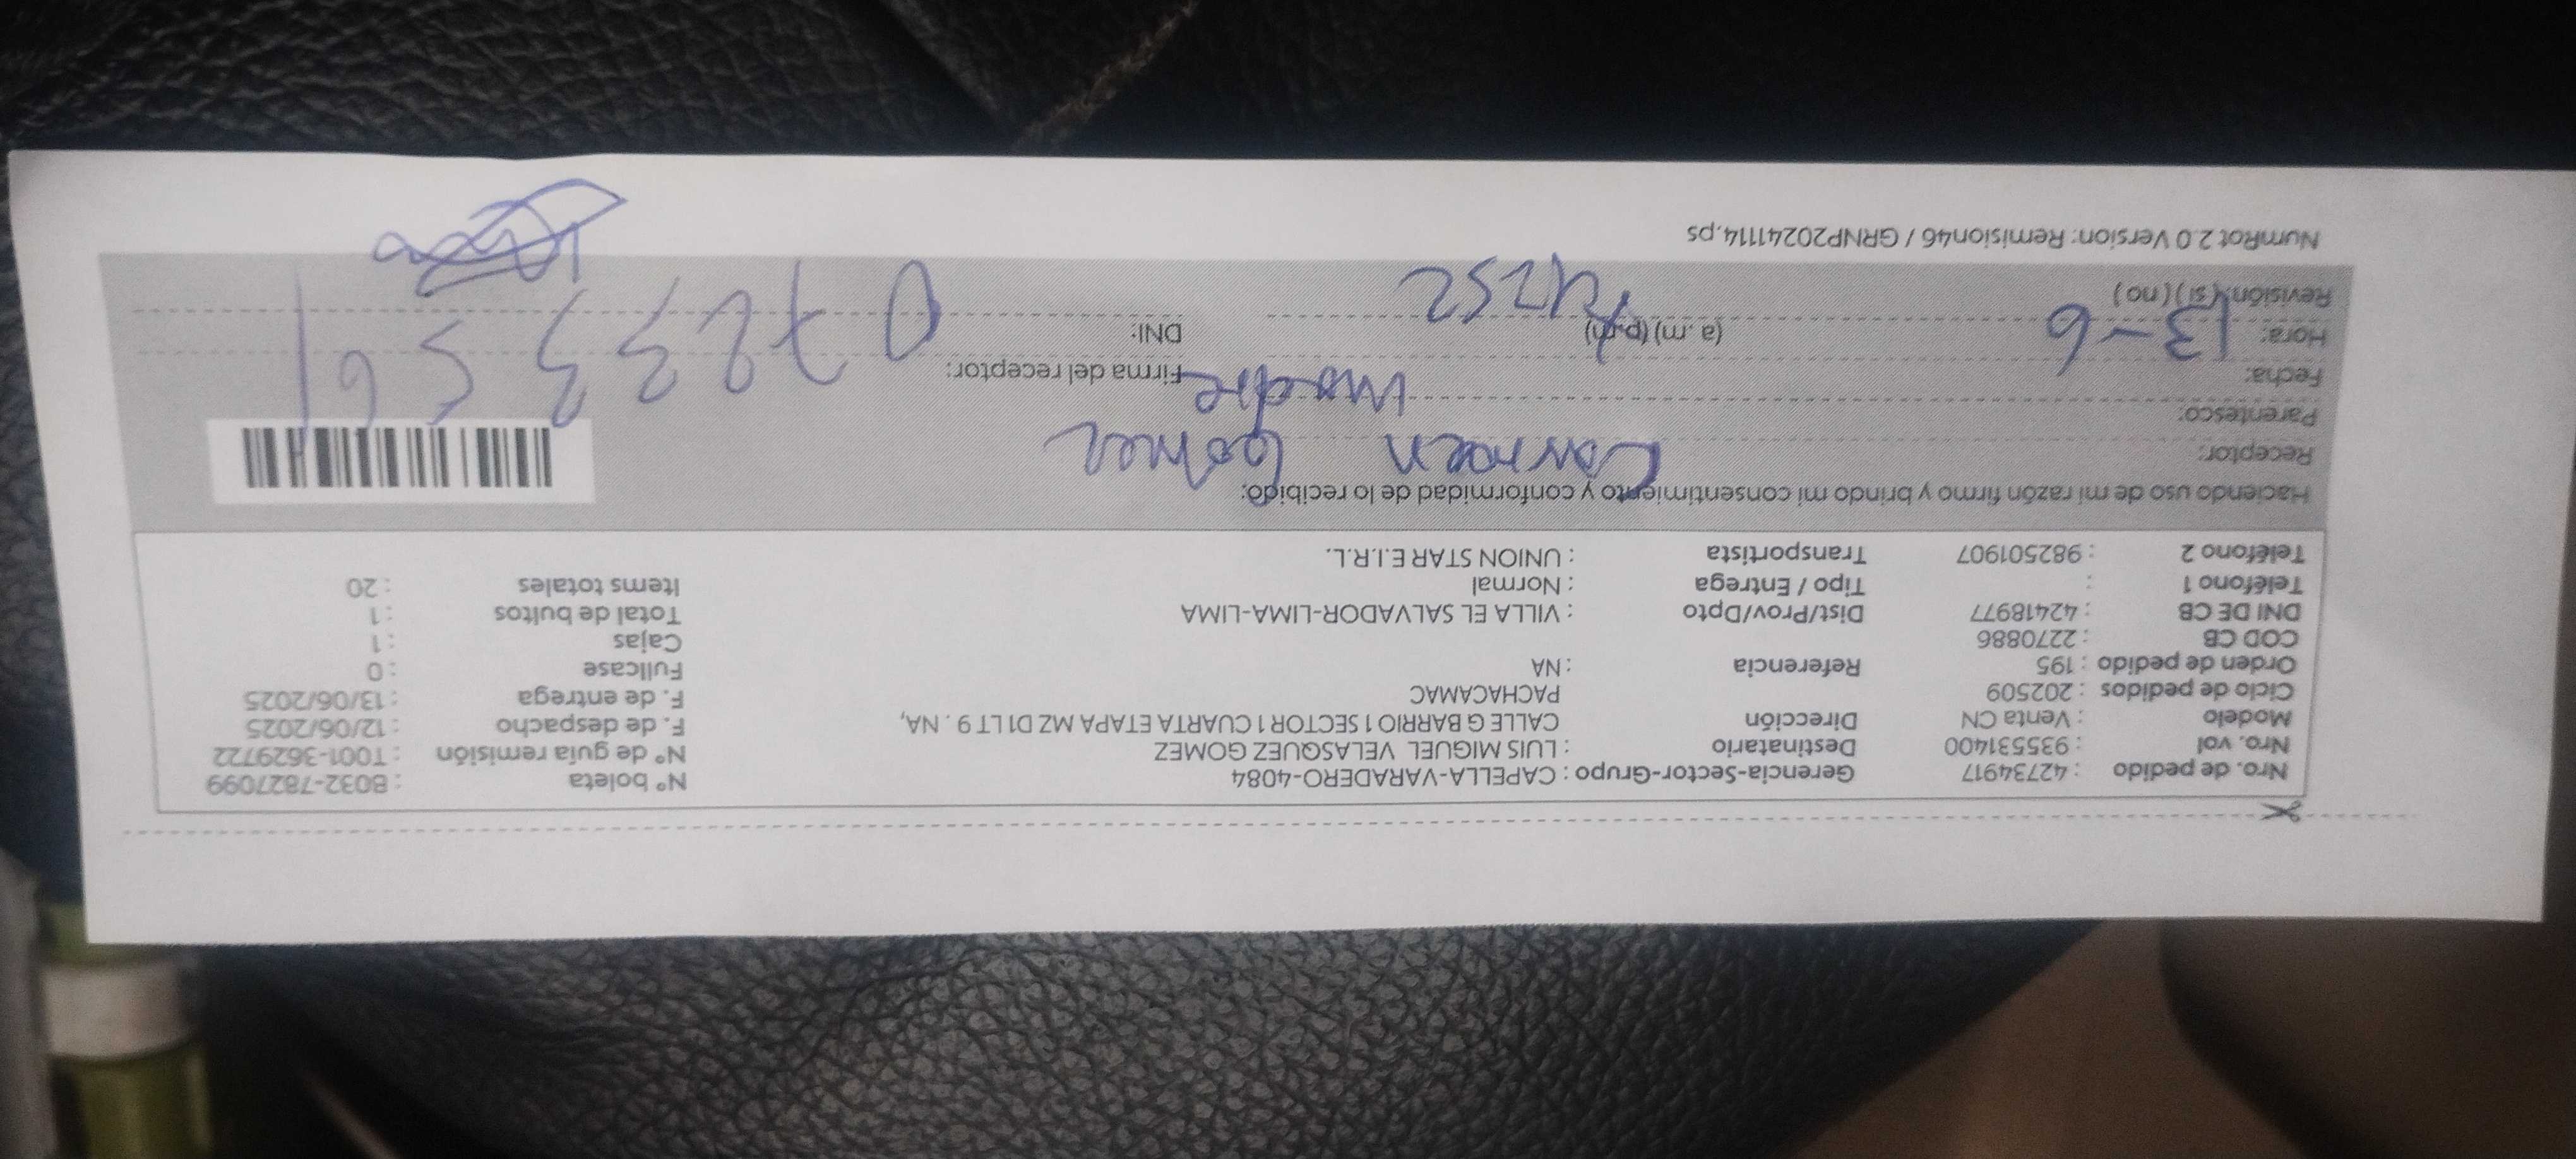 Nro. de pedido : 42734917 Gerencia-Sector-Grupo : CAPELLA-VARADERO-4084 N° boleta : B032-7827099
Nro. vol : 935531400 Destinatario : LUIS MIGUEL VELASQUEZ GOMEZ N° de guía remisión : T001-3629722
Modelo : Venta CN Dirección CALLE G BARRIO 1 SECTOR 1 CUARTA ETAPA MZ D1 LT 9 . NA, F. de despacho : 12/06/2025
Ciclo de pedidos : 202509 PACHACAMAC F. de entrega : 13/06/2025
Orden de pedido : 195 Referencia : NA Fullcase : 0
COD CB : 2270886 Cajas : 1
DNI DE CB : 42418977 Dist/Prov/Dpto : VILLA EL SALVADOR-LIMA-LIMA Total de bultos : 1
Teléfono 1 : Tipo / Entrega : Normal Items totales : 20
Teléfono 2 : 982501907 Transportista : UNION STAR E.I.R.L.
Haciendo uso de mi razón firmo y brindo mi consentimiento y conformidad de lo recibido:
Receptor: Carmen Gomez
Parentesco: madre
Fecha: 13-6 Firma del receptor:
Hora: (a. m) (p.m) DNI:
Revisión: (si) (no)
NumRot 2.0 Version: Remision46 / GRNP20241114.ps